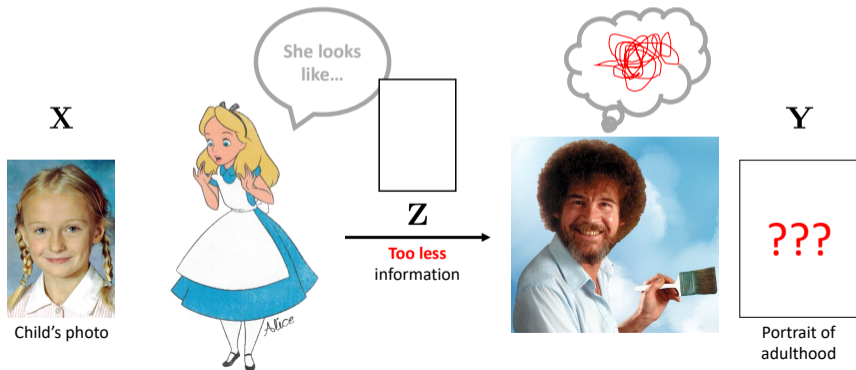 She looks
like…
X
Y
Z
Too less
information
???
Alice
Child's photo
Portrait of
adulthood